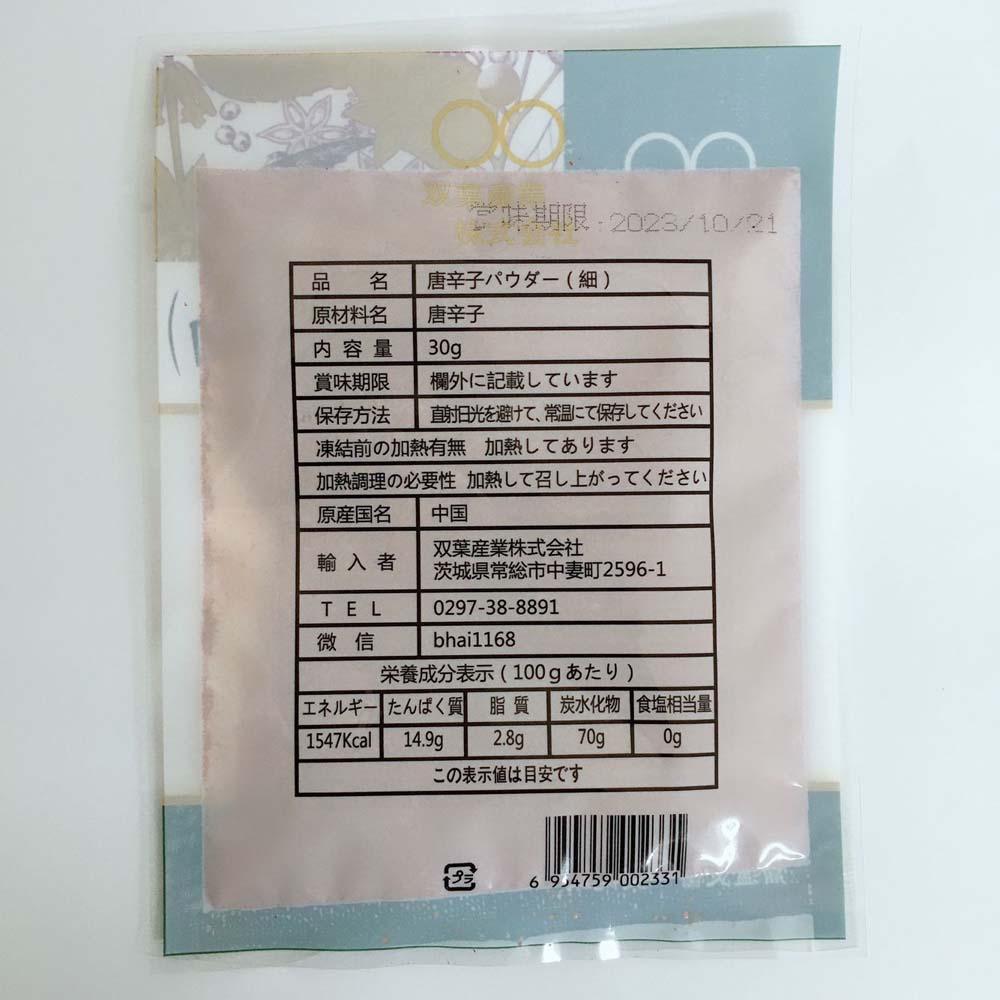 双葉産業
株式会社
賞味期限：2023/10/21
品 名 唐辛子パウダー(細)
原材料名 唐辛子
内容量 30g
賞味期限 欄外に記載しています
保存方法 直射日光を避けて、常温にて保存してください
凍結前の加熱有無 加熱してあります
加熱調理の必要性 加熱して召し上がってください
原産国名 中国
輸入者 双葉産業株式会社
茨城県常総市中妻町2596-1
TEL 0297-38-8891
微 信 bhai1168
栄養成分表示(100gあたり)
エネルギー たんぱく質 脂質 炭水化物 食塩相当量
1547Kcal 14.9g 2.8g 70g 0g
この表示値は目安です
プラ
6 954759 002331